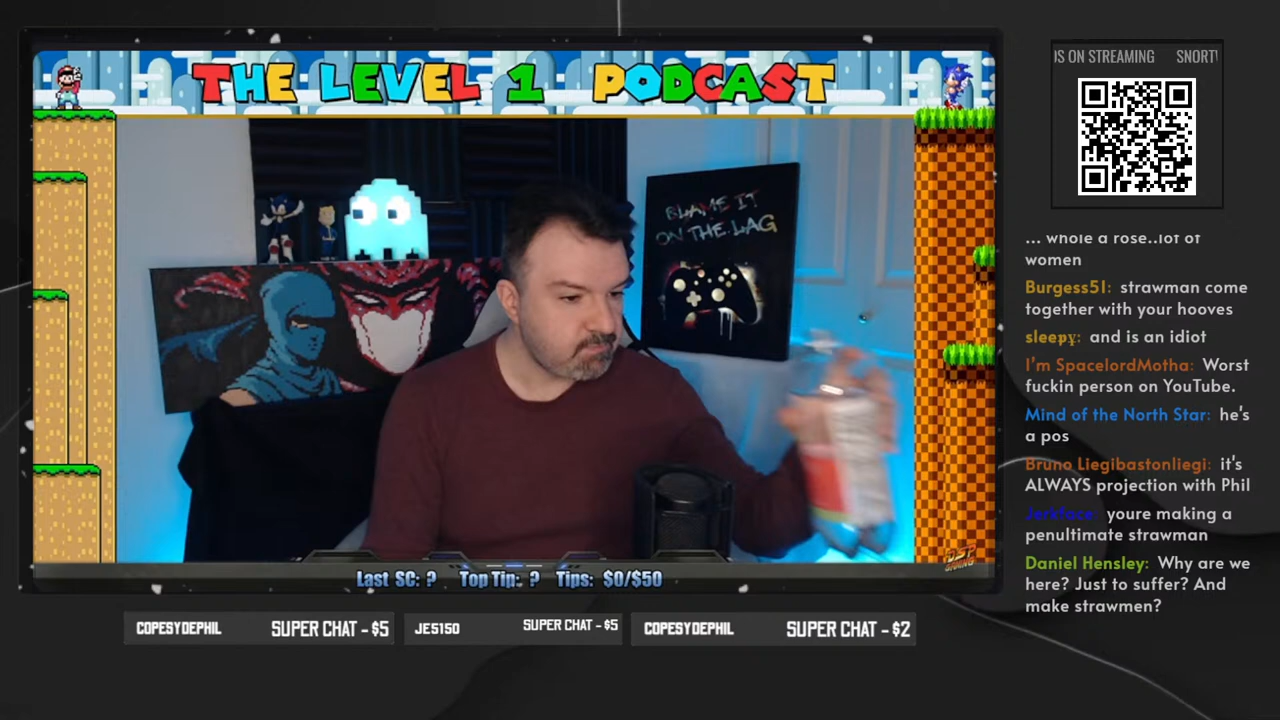 THE LEVEL 1 PODCAST
BLAME IT
ON THE LAG
DSP
GAMING
Last SC: ? Top Tip: ? Tips: $0/$50
COPESYDEPHIL SUPER CHAT - $5
JE5150 SUPER CHAT - $5
COPESYDEPHIL SUPER CHAT - $2
IS ON STREAMING SNORT
... whole a rose..lot of
women
Burgess51: strawman come
together with your hooves
sleepy: and is an idiot
I'm SpacelordMotha: Worst
fuckin person on YouTube.
Mind of the North Star: he's
a pos
Bruno Liegibastonliegi: it's
ALWAYS projection with Phil
Jerkface: youre making a
penultimate strawman
Daniel Hensley: Why are we
here? Just to suffer? And
make strawmen?